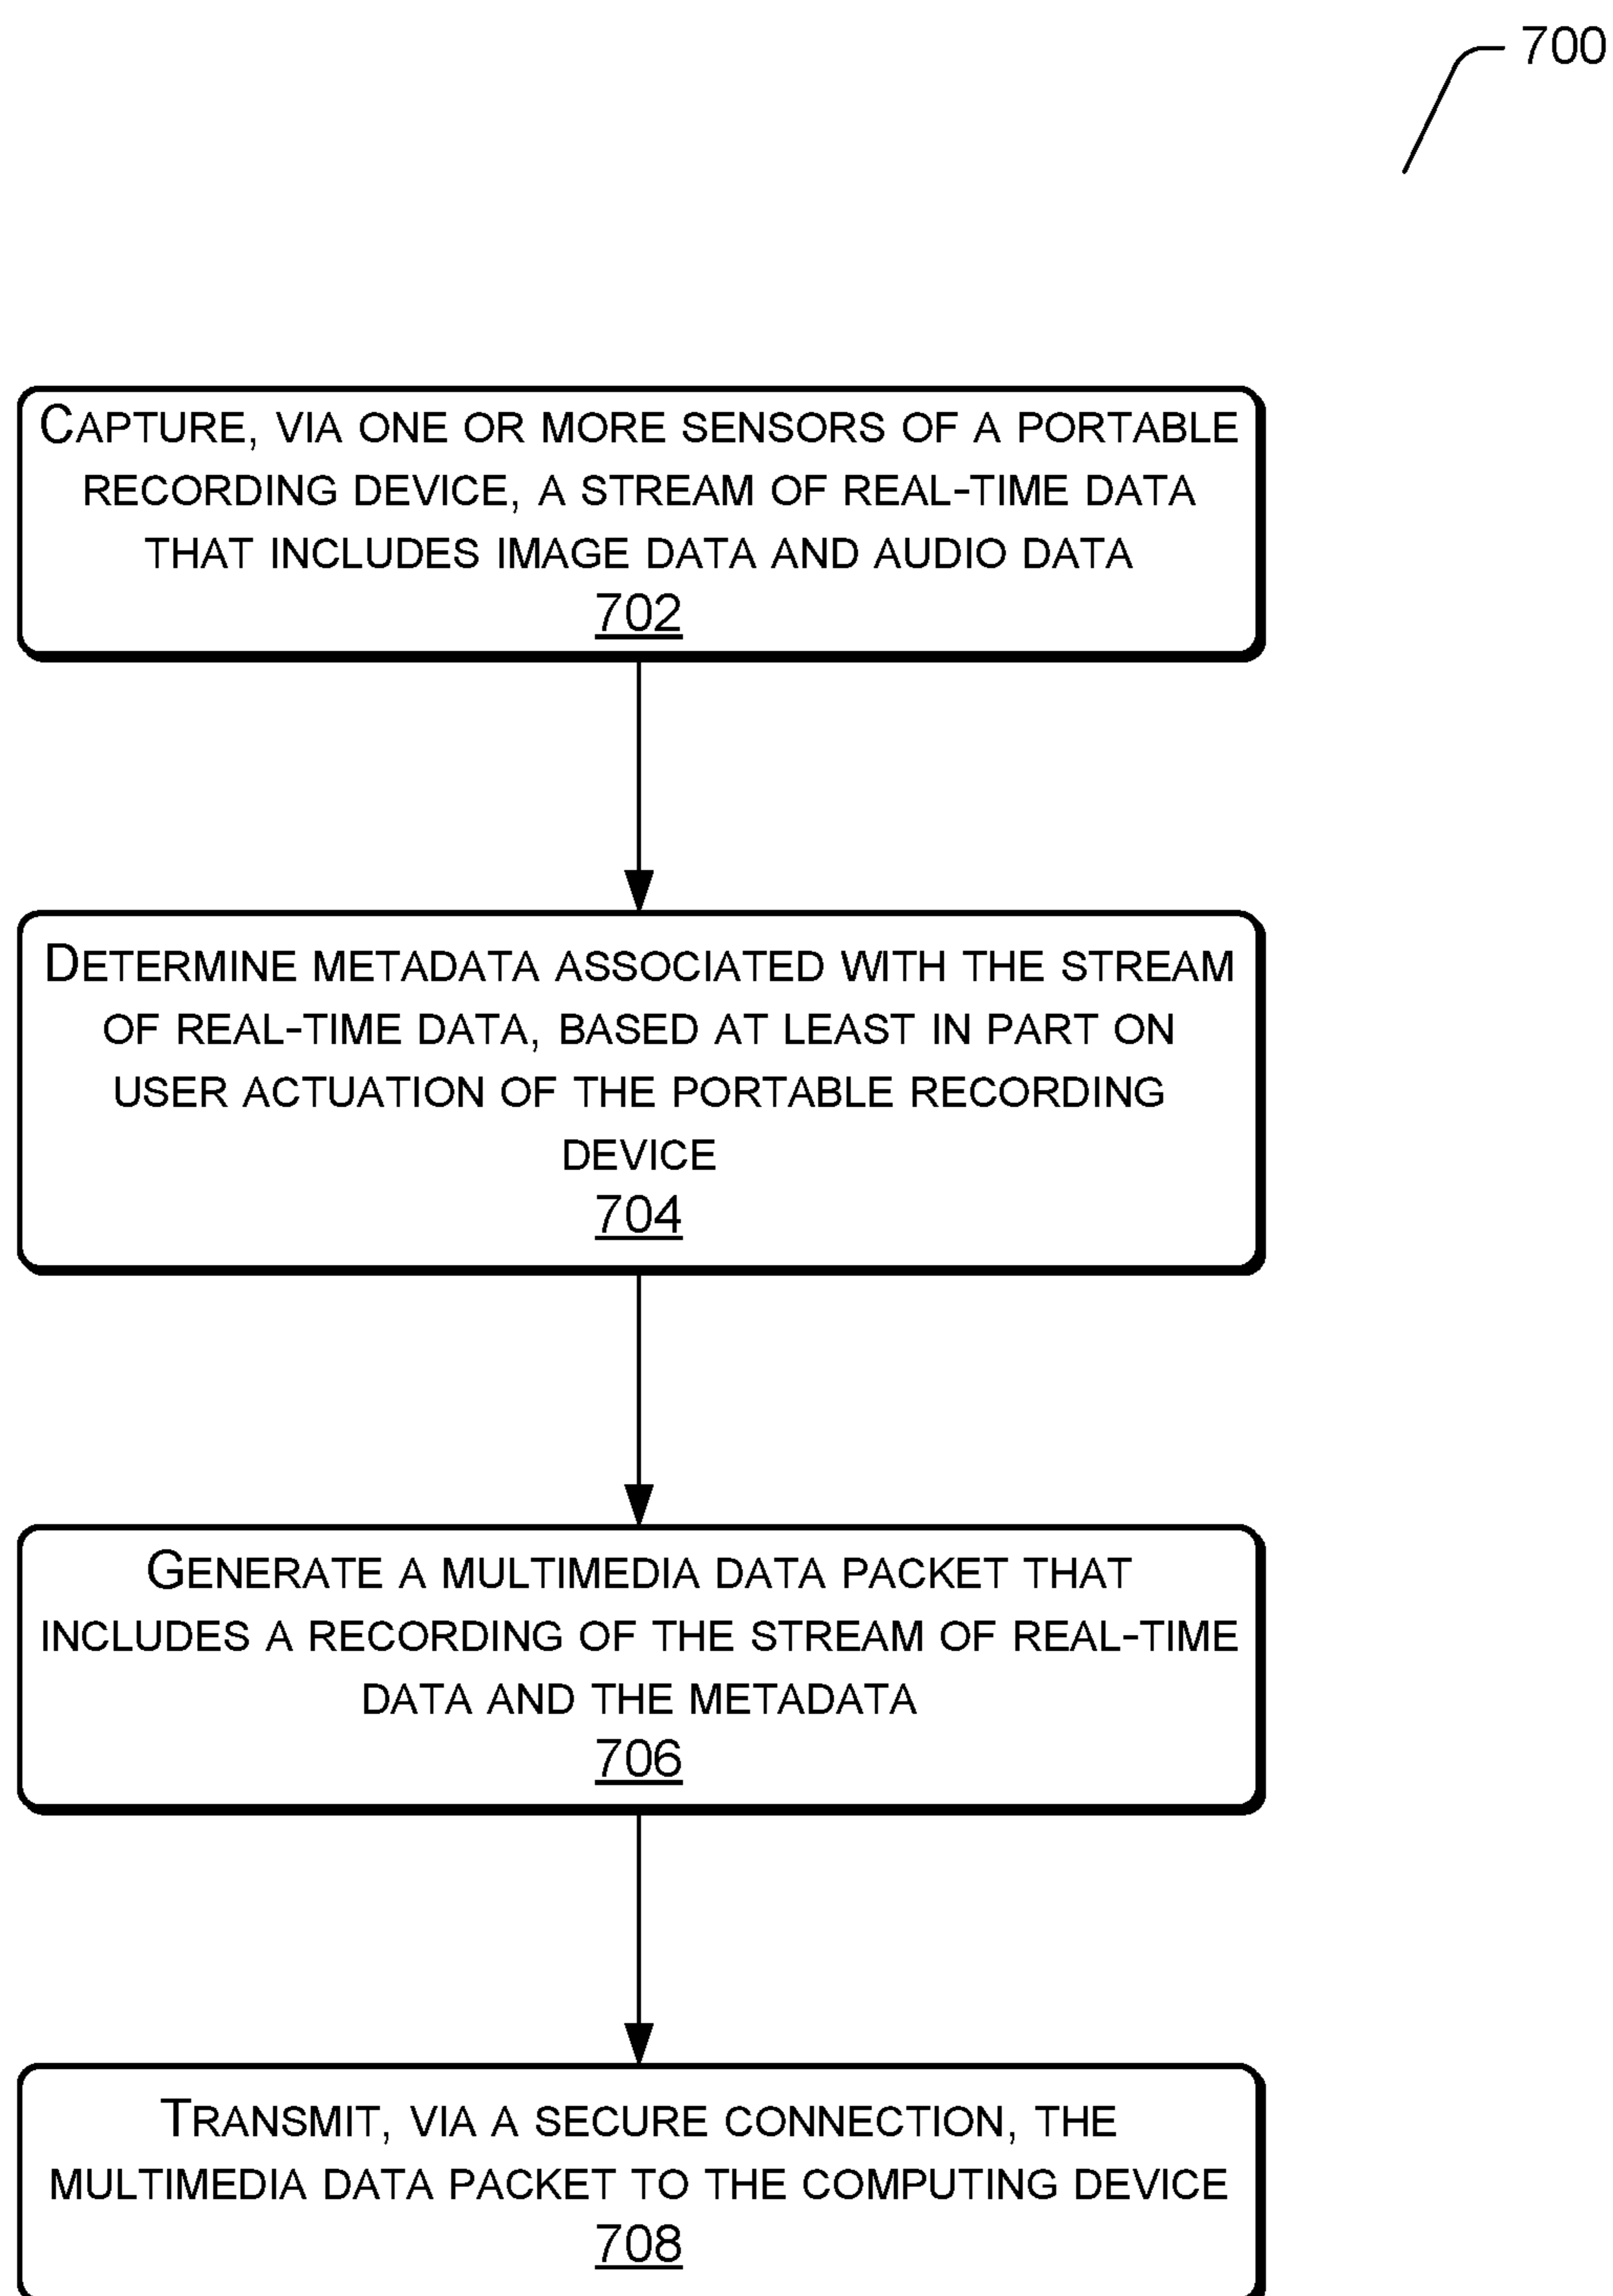 700
CAPTURE, VIA ONE OR MORE SENSORS OF A PORTABLE
RECORDING DEVICE, A STREAM OF REAL-TIME DATA
THAT INCLUDES IMAGE DATA AND AUDIO DATA
702
DETERMINE METADATA ASSOCIATED WITH THE STREAM
OF REAL-TIME DATA, BASED AT LEAST IN PART ON
USER ACTUATION OF THE PORTABLE RECORDING
DEVICE
704
GENERATE A MULTIMEDIA DATA PACKET THAT
INCLUDES A RECORDING OF THE STREAM OF REAL-TIME
DATA AND THE METADATA
706
TRANSMIT, VIA A SECURE CONNECTION, THE
MULTIMEDIA DATA PACKET TO THE COMPUTING DEVICE
708